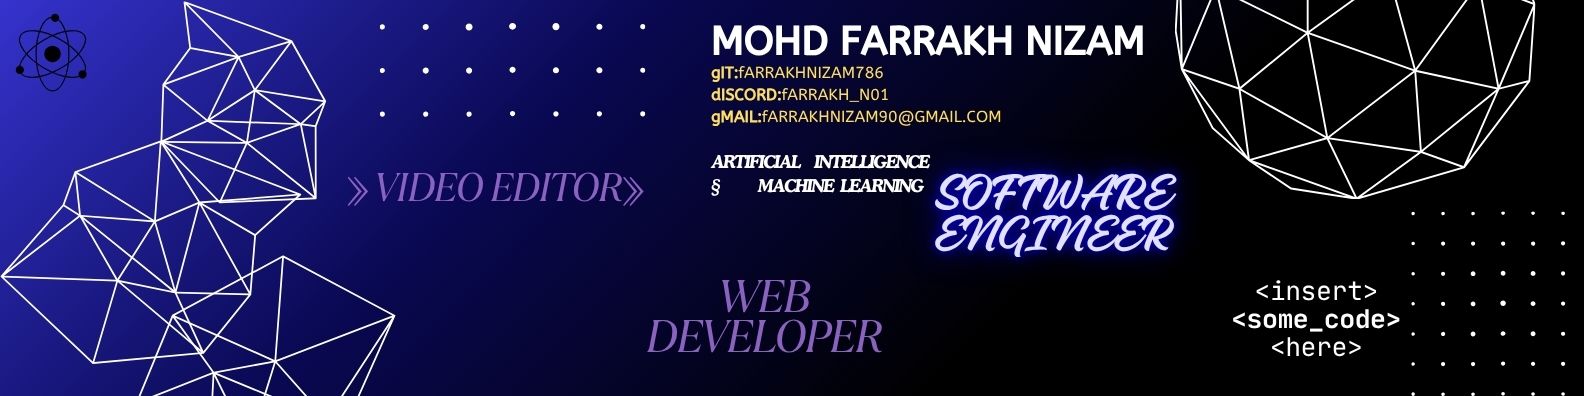 MOHD FARRAKH NIZAM
gIT:fARRAKHNIZAM786
dISCORD:fARRAKH_N01
gMAIL:fARRAKHNIZAM90@GMAIL.COM
ARTIFICIAL INTELLIGENCE
§ MACHINE LEARNING
» VIDEO EDITOR»
SOFTWARE
ENGINEER
WEB
DEVELOPER
<insert>
<some_code>
<here>